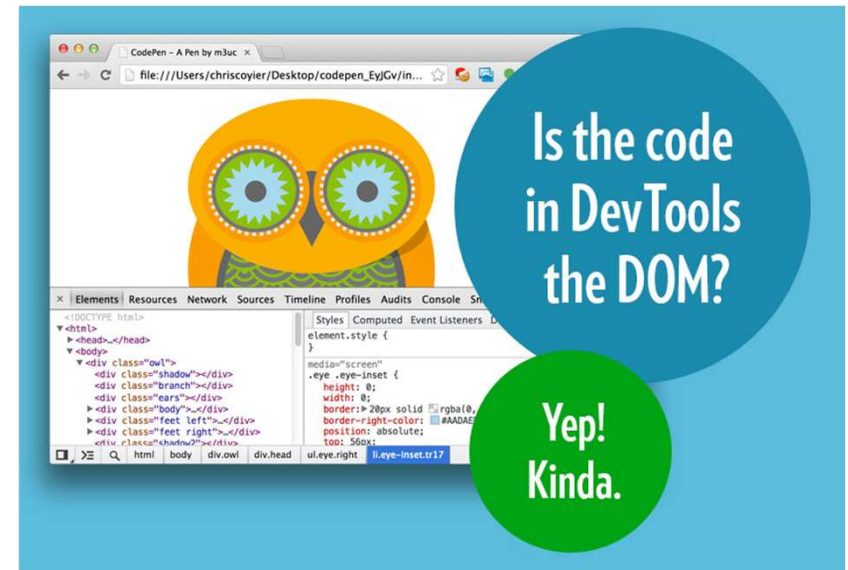 CodePen - A Pen by m3uc ×
file:///Users/chriscoyier/Desktop/codepen_EyJGv/in...
Is the code
in DevTools
the DOM?
× Elements Resources Network Sources Timeline Profiles Audits Console
<!DOCTYPE html>
▼<html>
▶<head>…</head>
▼<body>
▼<div class="owl">
<div class="shadow"></div>
<div class="branch"></div>
<div class="ears"></div>
▶<div class="body">…</div>
▶<div class="feet left">…</div>
▶<div class="feet right">…</div>
<div class="shadow2"></div>
Styles Computed Event Listeners
element.style {
}
media="screen"
.eye .eye-inset {
height: 0;
width: 0;
border:▶20px solid rgba(0,
border-right-color: #AADAE
position: absolute;
top: 56px;
Yep!
Kinda.
html body div.owl div.head ul.eye.right li.eye-inset.tr17